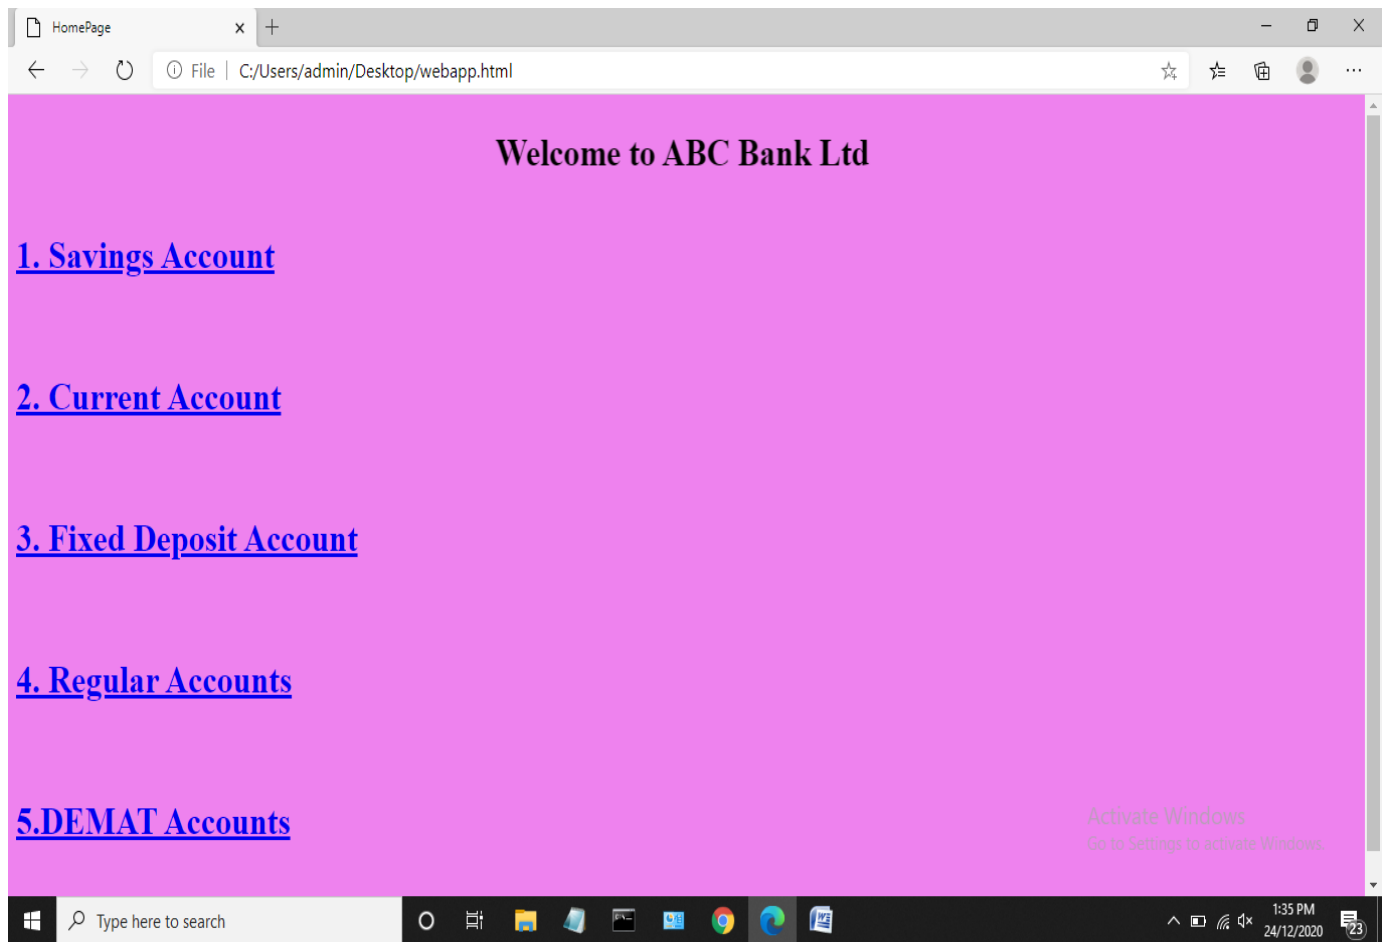 HomePage
File | C:/Users/admin/Desktop/webapp.html
Welcome to ABC Bank Ltd
1. Savings Account
2. Current Account
3. Fixed Deposit Account
4. Regular Accounts
5.DEMAT Accounts
Activate Windows
Go to Settings to activate Windows.
Type here to search
1:35 PM
24/12/2020
23